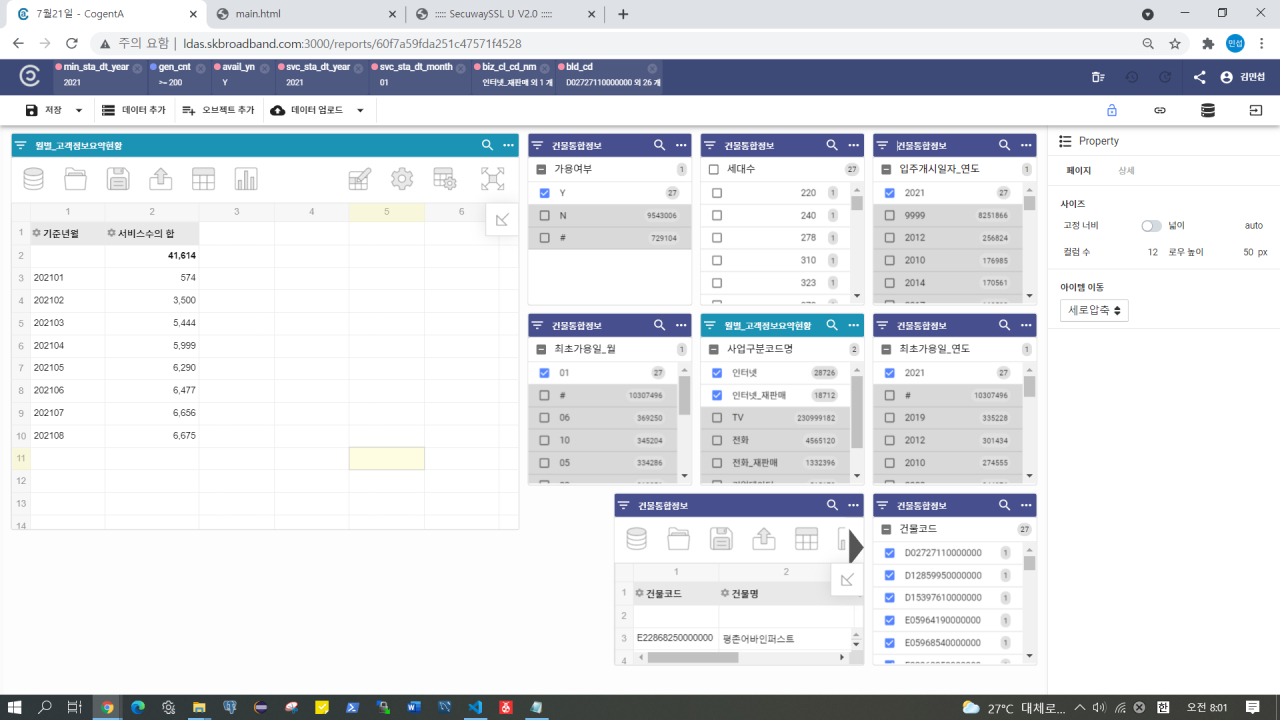 7월21일 - CogentA
main.html
::::: SecuwaySSL U V2.0 :::::
주의 요함 | ldas.skbroadband.com:3000/reports/60f7a59fda251c47571f4528
민섭
min_sta_dt_year
2021
gen_cnt
>= 200
avail_yn
Y
svc_sta_dt_year
2021
svc_sta_dt_month
01
biz_cl_cd_nm
인터넷_재판매 외 1 개
bld_cd
D02727110000000 외 26 개
김민섭
저장
데이터 추가
오브젝트 추가
데이터 업로드
월별_고객정보요약현황
1 2 3 4 5 6
1 기준년월 서비스수의 합
2 41,614
3 202101 574
4 202102 3,500
5 202103 5,444
6 202104 5,999
7 202105 6,290
8 202106 6,477
9 202107 6,656
10 202108 6,675
11
12
13
14
건물통합정보
가용여부 1
Y 27
N 9543006
# 729104
건물통합정보
세대수 27
220 1
240 1
278 1
310 1
323 1
건물통합정보
입주개시일자_연도 1
2021 27
9999 8251866
2012 256824
2010 176985
2014 170561
건물통합정보
최초가용일_월 1
01 27
# 10307496
06 369250
10 345204
05 334286
월별_고객정보요약현황
사업구분코드명 2
인터넷 28726
인터넷_재판매 18712
TV 230999182
전화 4565120
전화_재판매 1332396
건물통합정보
최초가용일_연도 1
2021 27
# 10307496
2019 335228
2012 301434
2010 274555
건물통합정보
1 2
1 건물코드 건물명
2
3 E22868250000000 평촌어바인퍼스트
4
건물통합정보
건물코드 27
D02727110000000 1
D12859950000000 1
D15397610000000 1
E05964190000000 1
E05968540000000 1
Property
페이지 상세
사이즈
고정 너비 넓이 auto
컬럼 수 12 로우 높이 50 px
아이템 이동
세로압축
27°C 대체로...
한
오전 8:01